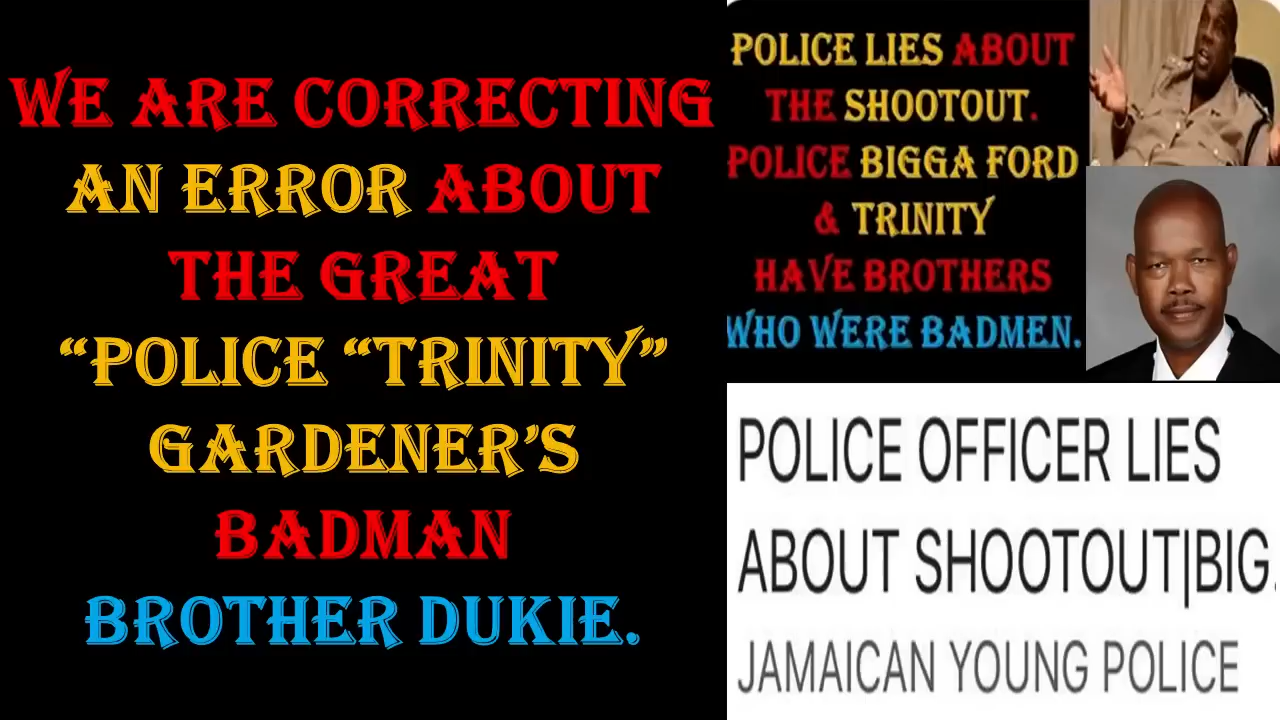 WE ARE CORRECTING
AN ERROR ABOUT
THE GREAT
“POLICE “TRINITY”
GARDENER’S
BADMAN
BROTHER DUKIE.
POLICE LIES ABOUT
THE SHOOTOUT.
POLICE BIGGA FORD
& TRINITY
HAVE BROTHERS
WHO WERE BADMEN.
POLICE OFFICER LIES
ABOUT SHOOTOUT|BIG.
JAMAICAN YOUNG POLICE